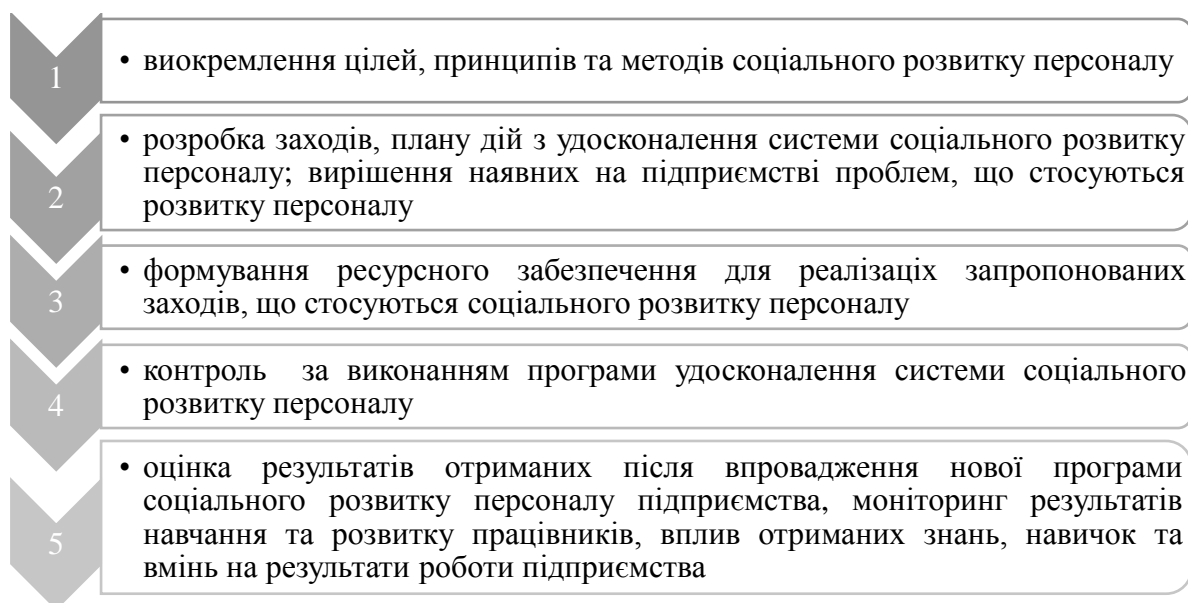 1
• виокремлення цілей, принципів та методів соціального розвитку персоналу
2
• розробка заходів, плану дій з удосконалення системи соціального розвитку
персоналу; вирішення наявних на підприємстві проблем, що стосуються
розвитку персоналу
3
• формування ресурсного забезпечення для реалізаціх запропонованих
заходів, що стосуються соціального розвитку персоналу
4
• контроль за виконанням програми удосконалення системи соціального
розвитку персоналу
5
• оцінка результатів отриманих після впровадження нової програми
соціального розвитку персоналу підприємства, моніторинг результатів
навчання та розвитку працівників, вплив отриманих знань, навичок та
вмінь на результати роботи підприємства